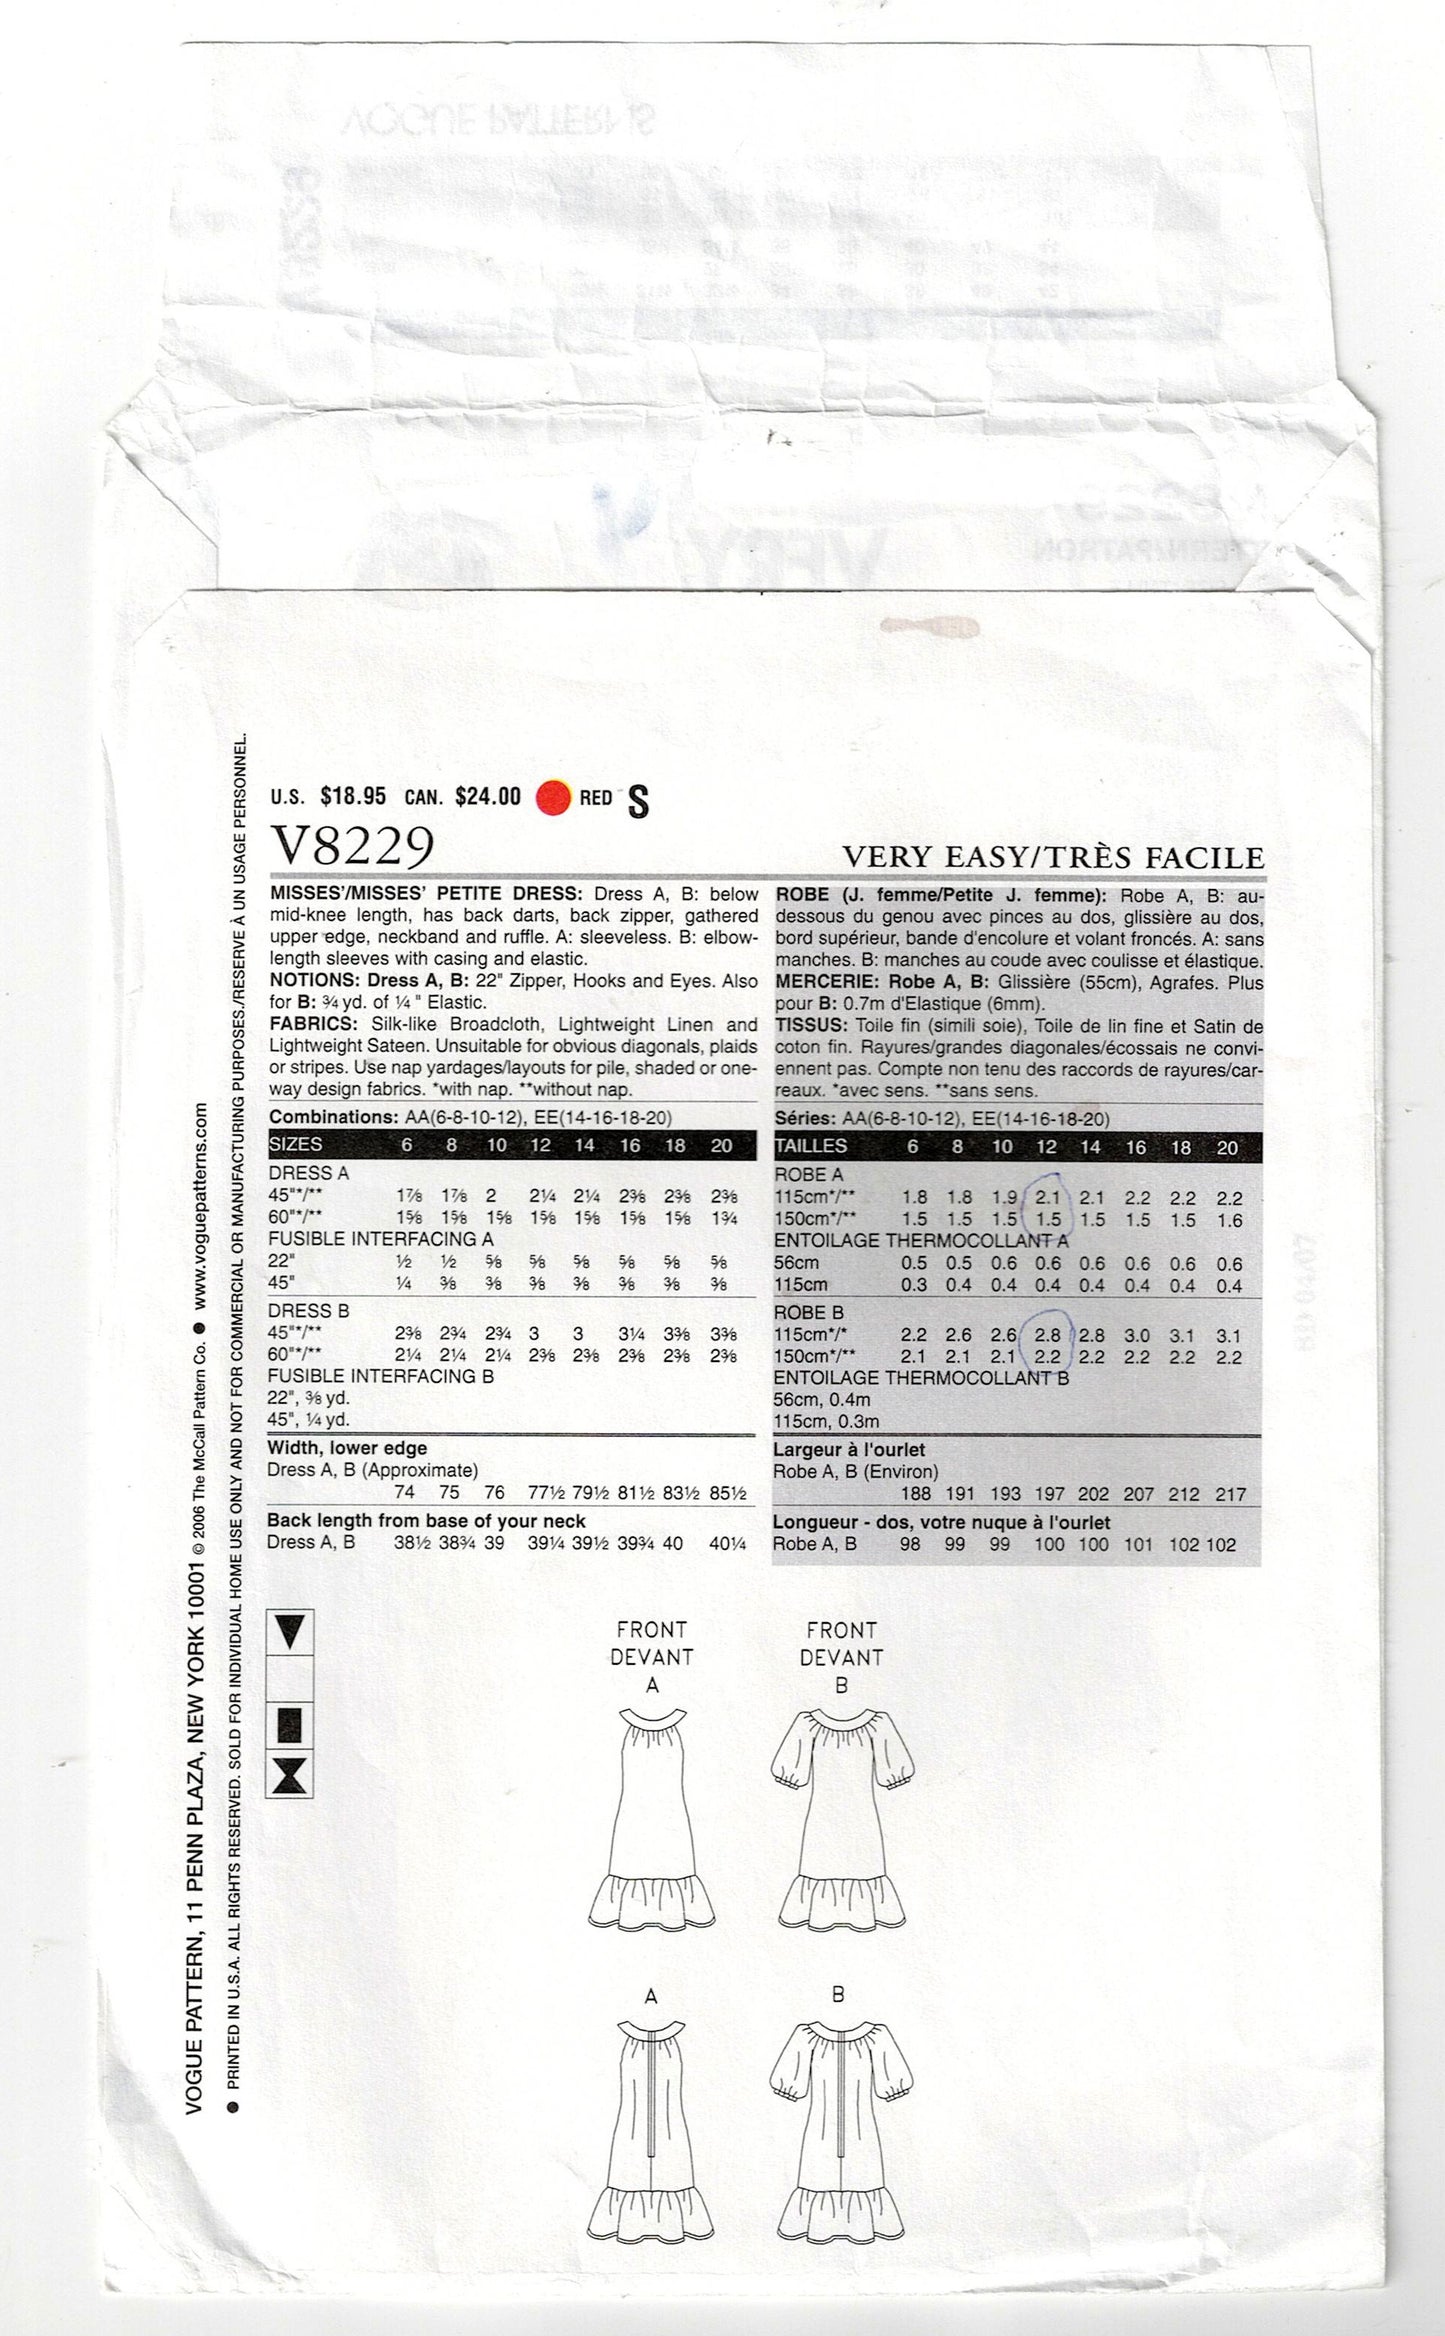 VOGUE PATTERNS
U.S. $18.95 CAN. $24.00 RED S
V8229
VERY EASY/TRÈS FACILE
MISSES'/MISSES' PETITE DRESS: Dress A, B: below
mid-knee length, has back darts, back zipper, gathered
upper edge, neckband and ruffle. A: sleeveless. B: elbow-
length sleeves with casing and elastic.
NOTIONS: Dress A, B: 22" Zipper, Hooks and Eyes. Also
for B: ¾ yd. of ¼ " Elastic.
FABRICS: Silk-like Broadcloth, Lightweight Linen and
Lightweight Sateen. Unsuitable for obvious diagonals, plaids
or stripes. Use nap yardages/layouts for pile, shaded or one-
way design fabrics. *with nap. **without nap.
Combinations: AA(6-8-10-12), EE(14-16-18-20)
SIZES 6 8 10 12 14 16 18 20
DRESS A
45"*/** 1⅞ 1⅞ 2 2¼ 2¼ 2⅜ 2⅜ 2⅜
60"*/** 1⅝ 1⅝ 1⅝ 1⅝ 1⅝ 1⅝ 1⅝ 1¾
FUSIBLE INTERFACING A
22" ½ ½ ⅝ ⅝ ⅝ ⅝ ⅝ ⅝
45" ¼ ⅜ ⅜ ⅜ ⅜ ⅜ ⅜ ⅜
DRESS B
45"*/** 2⅜ 2¾ 2¾ 3 3 3¼ 3⅜ 3⅜
60"*/** 2¼ 2¼ 2¼ 2⅜ 2⅜ 2⅜ 2⅜ 2⅜
FUSIBLE INTERFACING B
22", ⅜ yd.
45", ¼ yd.
Width, lower edge
Dress A, B (Approximate)
74 75 76 77½ 79½ 81½ 83½ 85½
Back length from base of your neck
Dress A, B 38½ 38¾ 39 39¼ 39½ 39¾ 40 40¼
ROBE (J. femme/Petite J. femme): Robe A, B: au-
dessous du genou avec pinces au dos, glissière au dos,
bord supérieur, bande d'encolure et volant froncés. A: sans
manches. B: manches au coude avec coulisse et élastique.
MERCERIE: Robe A, B: Glissière (55cm), Agrafes. Plus
pour B: 0.7m d'Elastique (6mm).
TISSUS: Toile fin (simili soie), Toile de lin fine et Satin de
coton fin. Rayures/grandes diagonales/écossais ne convi-
ennent pas. Compte non tenu des raccords de rayures/car-
reaux. *avec sens. **sans sens.
Séries: AA(6-8-10-12), EE(14-16-18-20)
TAILLES 6 8 10 12 14 16 18 20
ROBE A
115cm*/** 1.8 1.8 1.9 2.1 2.1 2.2 2.2 2.2
150cm*/** 1.5 1.5 1.5 1.5 1.5 1.5 1.5 1.6
ENTOILAGE THERMOCOLLANT A
56cm 0.5 0.5 0.6 0.6 0.6 0.6 0.6 0.6
115cm 0.3 0.4 0.4 0.4 0.4 0.4 0.4 0.4
ROBE B
115cm*/* 2.2 2.6 2.6 2.8 2.8 3.0 3.1 3.1
150cm*/** 2.1 2.1 2.1 2.2 2.2 2.2 2.2 2.2
ENTOILAGE THERMOCOLLANT B
56cm, 0.4m
115cm, 0.3m
Largeur à l'ourlet
Robe A, B (Environ)
188 191 193 197 202 207 212 217
Longueur - dos, votre nuque à l'ourlet
Robe A, B 98 99 99 100 100 101 102 102
FRONT
DEVANT
A
FRONT
DEVANT
B
A
B
VOGUE PATTERN, 11 PENN PLAZA, NEW YORK 10001 © 2006 The McCall Pattern Co. ● www.voguepatterns.com
● PRINTED IN U.S.A. ALL RIGHTS RESERVED. SOLD FOR INDIVIDUAL HOME USE ONLY AND NOT FOR COMMERCIAL OR MANUFACTURING PURPOSES./RESERVE À UN USAGE PERSONNEL.